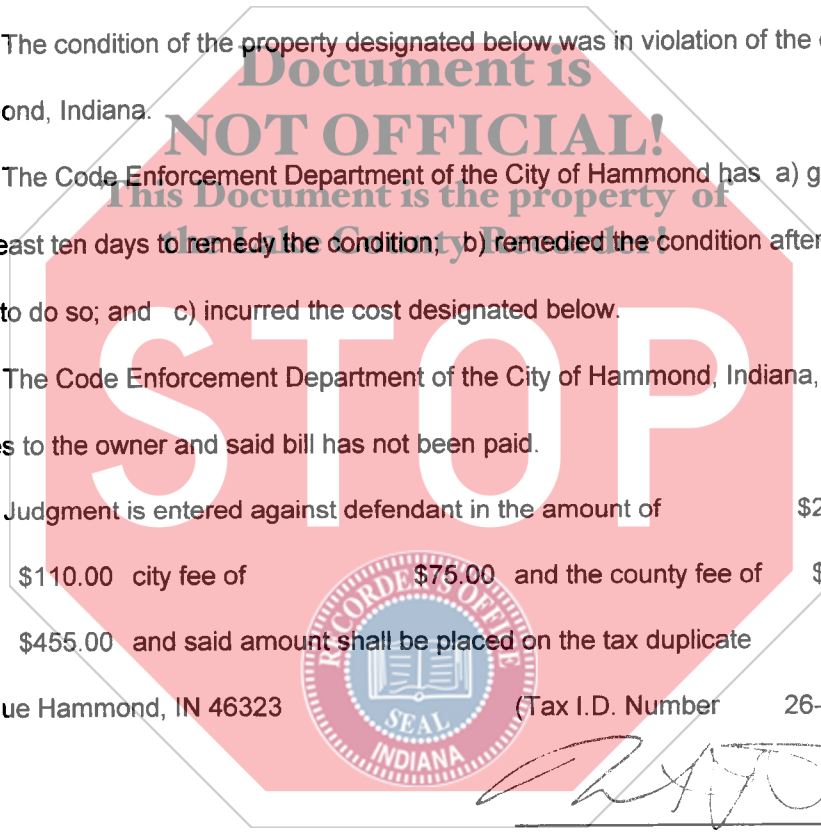 The condition of the property designated below was in violation of the
Document is
ond, Indiana.
NOT OFFICIAL!
The Code Enforcement Department of the City of Hammond has a) g
This Document is the property of
east ten days to remedy the condition; b) remedied the condition after
the Lake County Recorder!
to do so; and c) incurred the cost designated below.
STOP
The Code Enforcement Department of the City of Hammond, Indiana,
s to the owner and said bill has not been paid.
Judgment is entered against defendant in the amount of $2
$110.00 city fee of $75.00 and the county fee of $
$455.00 and said amount shall be placed on the tax duplicate
ue Hammond, IN 46323 (Tax I.D. Number 26-
RECORDER'S OFFICE
SEAL
INDIANA